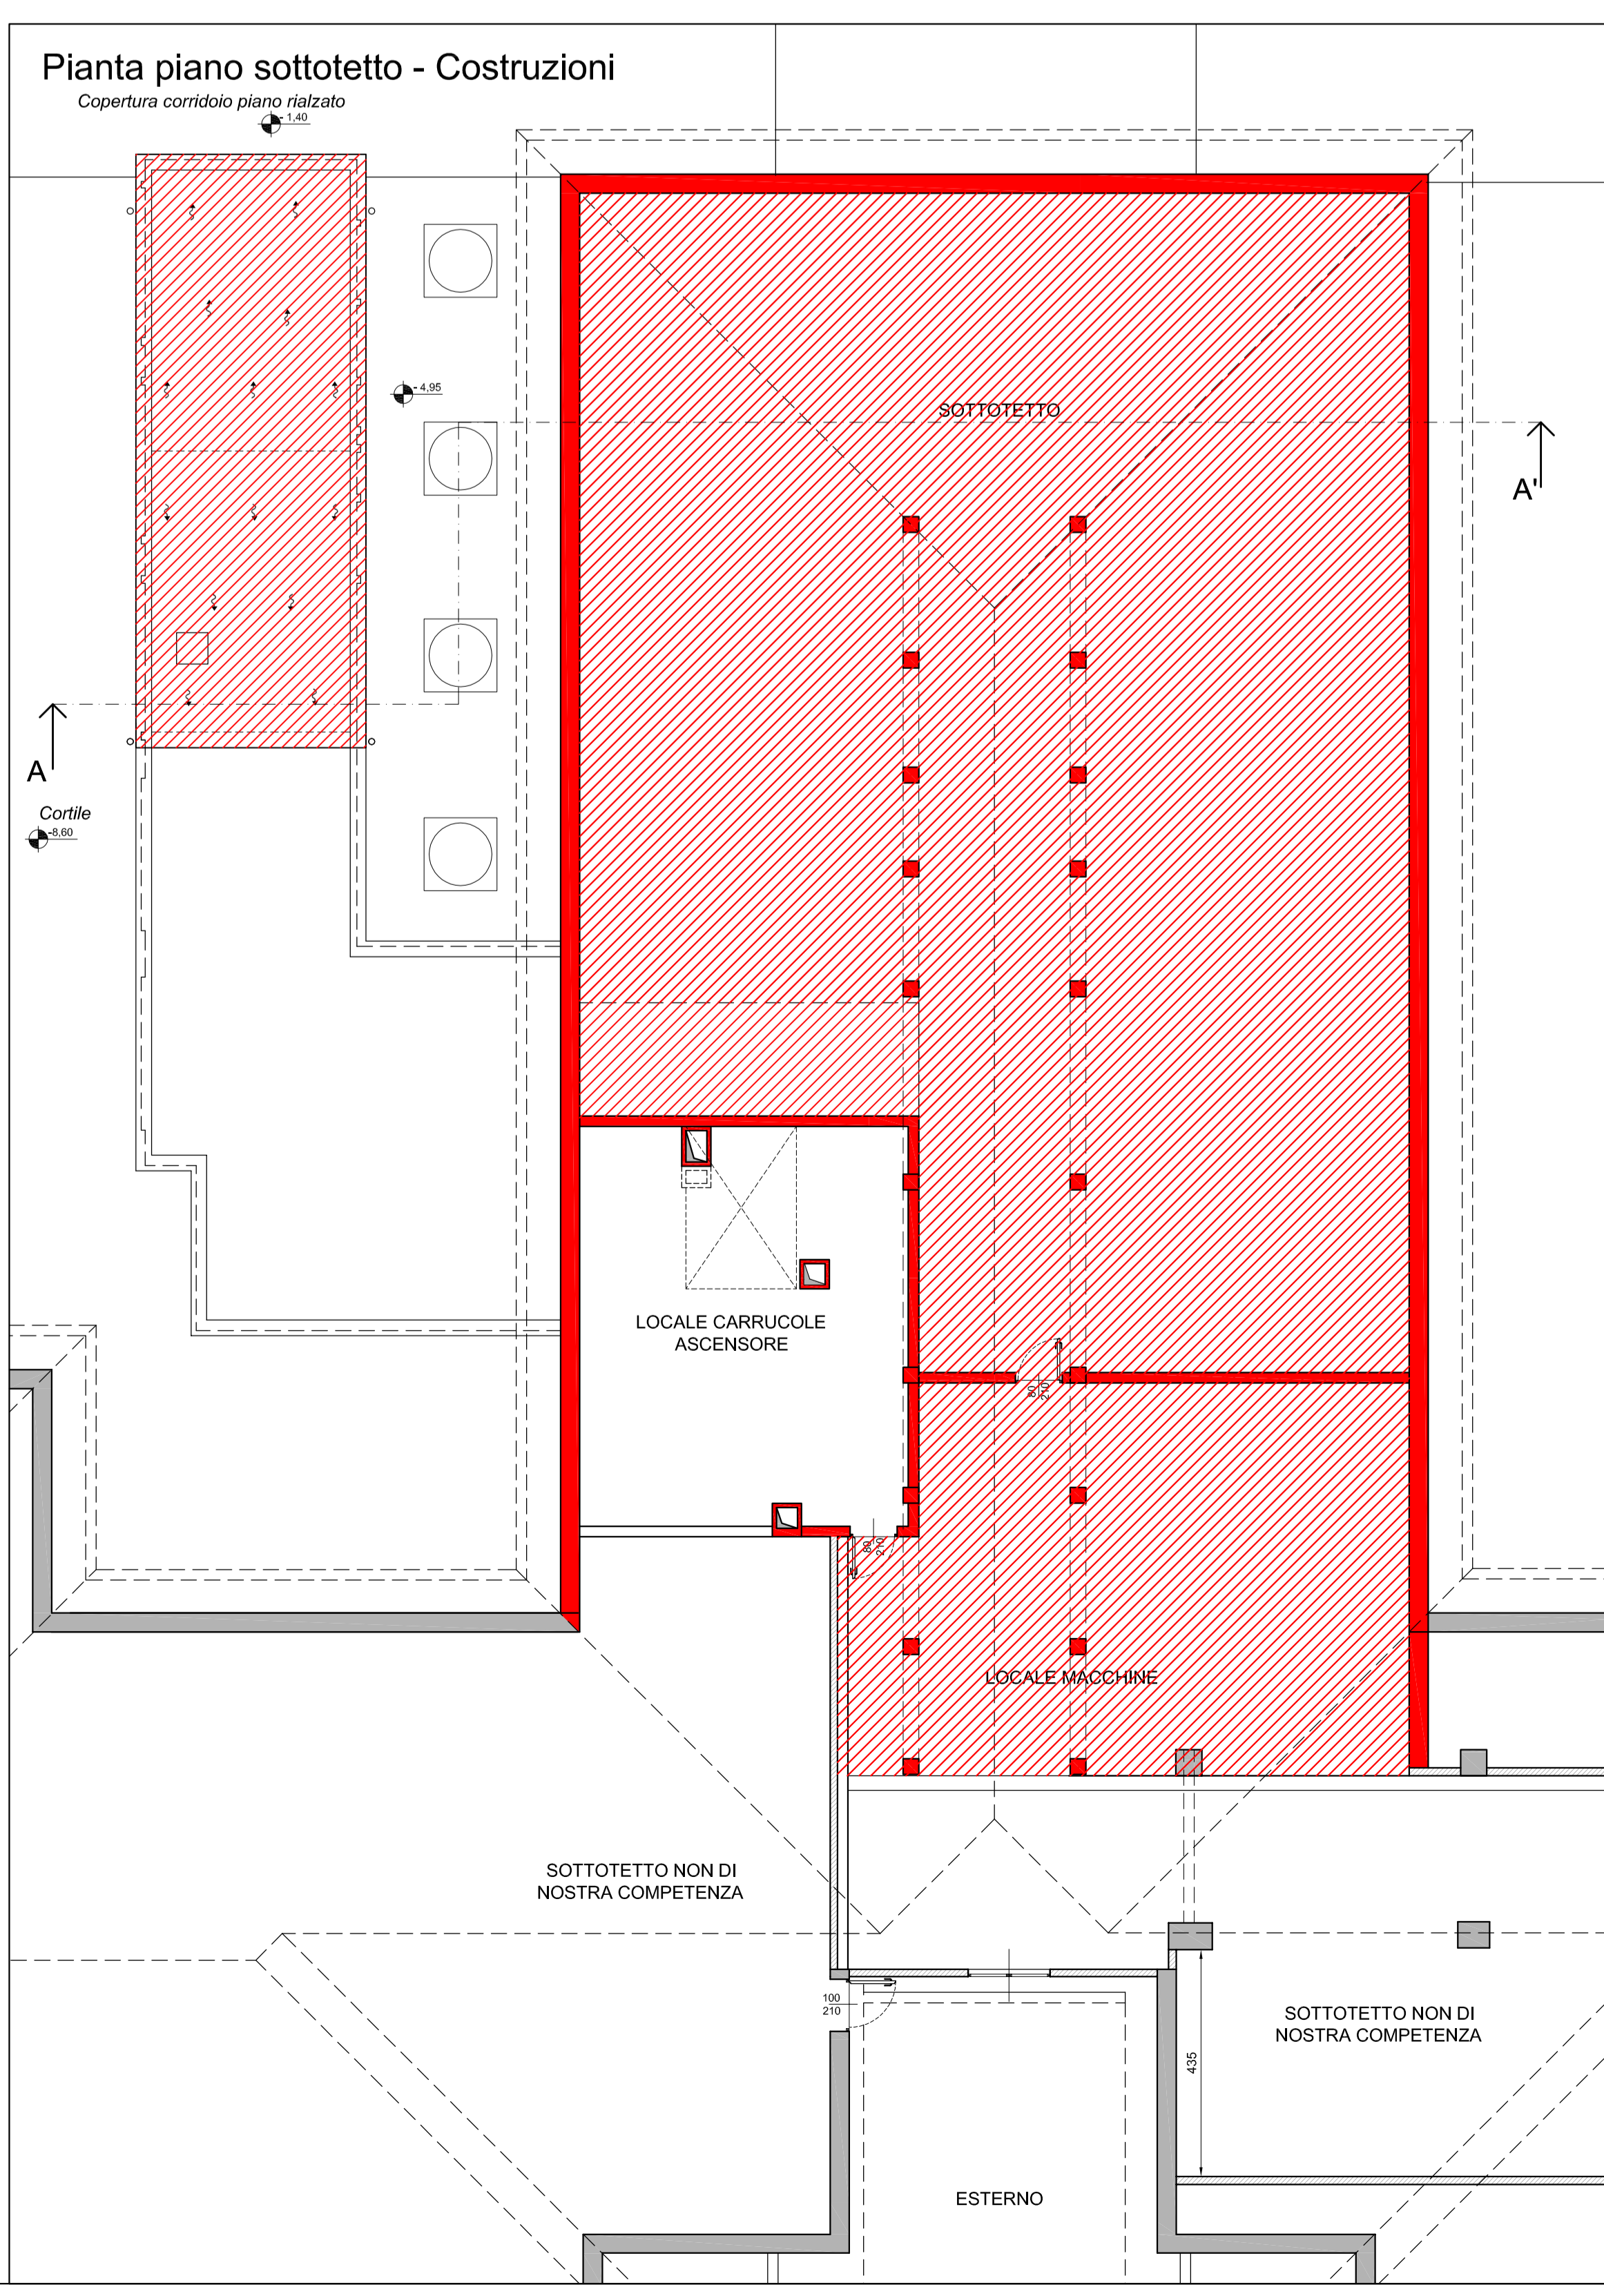 Pianta piano sottotetto - Costruzioni
Copertura corridoio piano rialzato
- 1,40
- 4,95
SOTTOTETTO
A'
A
Cortile
-8,60
LOCALE CARRUCOLE
ASCENSORE
80
210
80
210
LOCALE MACCHINE
SOTTOTETTO NON DI
NOSTRA COMPETENZA
100
210
SOTTOTETTO NON DI
NOSTRA COMPETENZA
435
ESTERNO